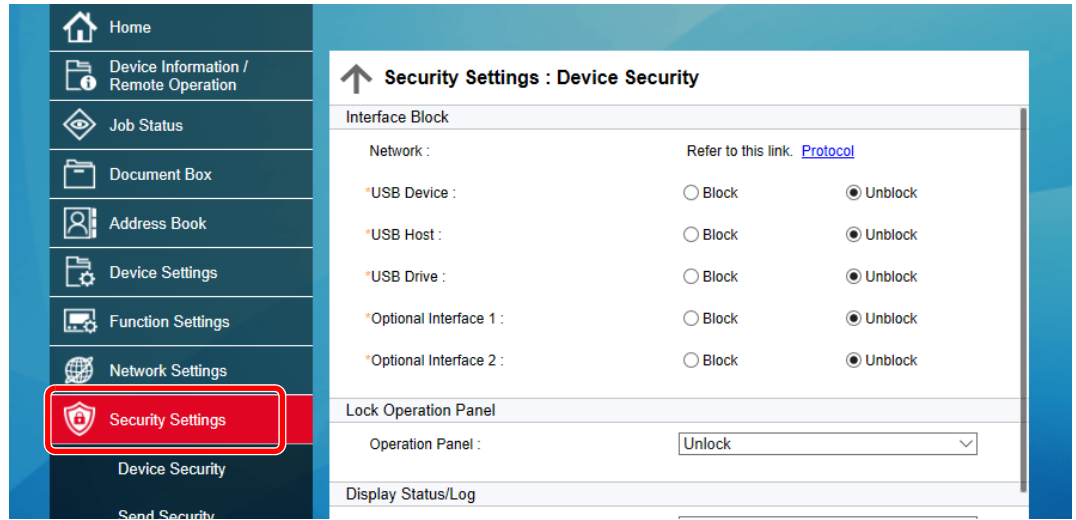 Home
Device Information /
Remote Operation
Job Status
Document Box
Address Book
Device Settings
Function Settings
Network Settings
Security Settings
Device Security
Send Security
Security Settings : Device Security
Interface Block
Network : Refer to this link. Protocol
*USB Device : Block Unblock
*USB Host : Block Unblock
*USB Drive : Block Unblock
*Optional Interface 1 : Block Unblock
*Optional Interface 2 : Block Unblock
Lock Operation Panel
Operation Panel : Unlock
Display Status/Log